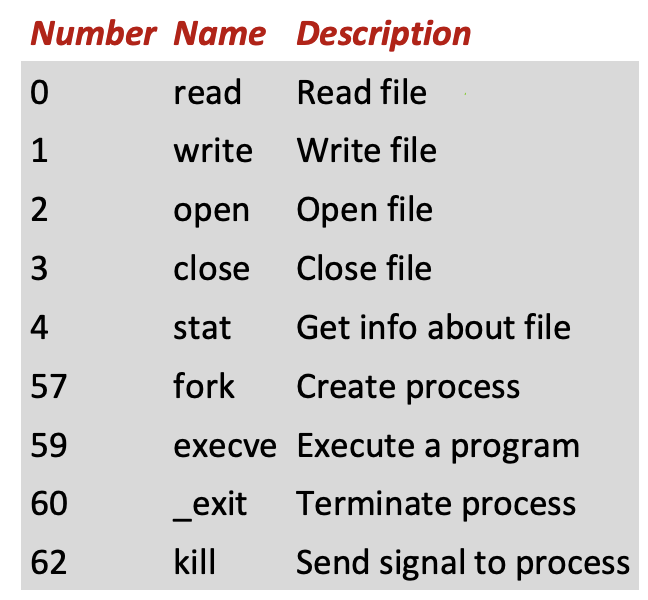 Number Name Description
0 read Read file
1 write Write file
2 open Open file
3 close Close file
4 stat Get info about file
57 fork Create process
59 execve Execute a program
60 _exit Terminate process
62 kill Send signal to process